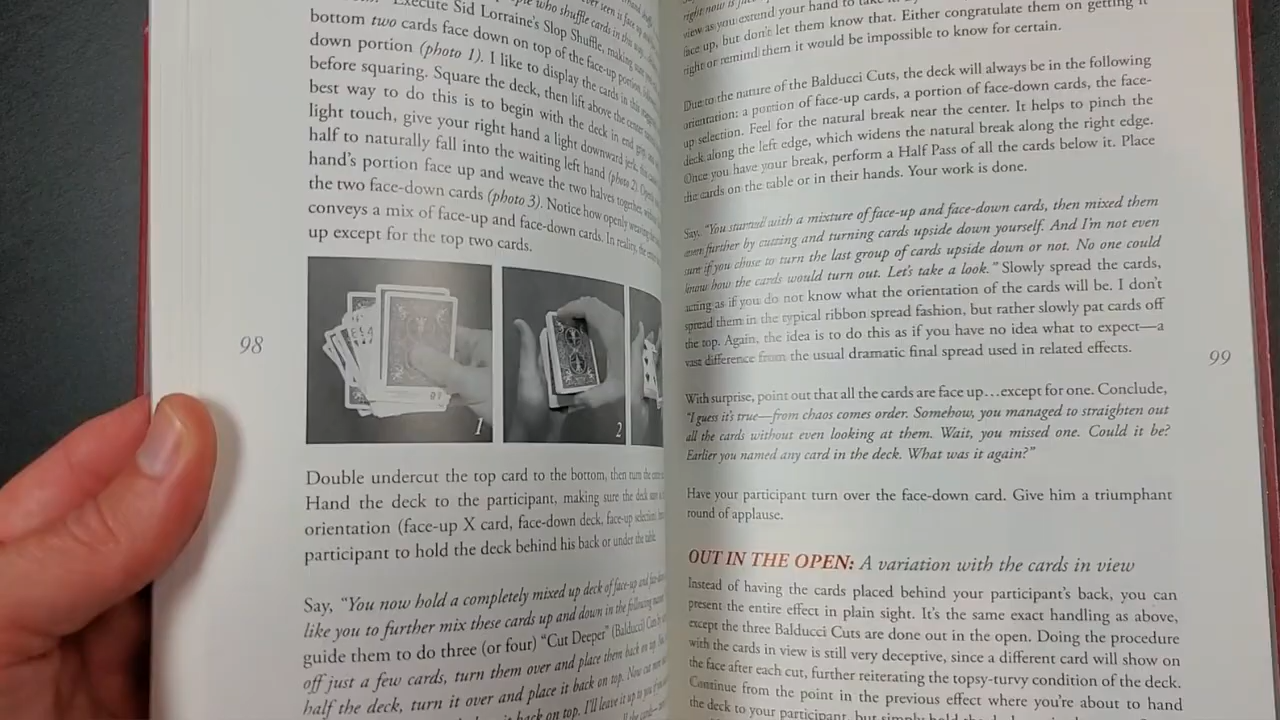 Execute Sid Lorraine's Slop Shuffle, making sure
who shuffle cards in this
bottom two cards face down on top of the face-up portion
down portion (photo 1). I like to display the cards in this
before squaring. Square the deck, then lift above the center
best way to do this is to begin with the deck in end grip
light touch, give your right hand a light downward jerk,
half to naturally fall into the waiting left hand (photo 2).
hand's portion face up and weave the two halves together,
the two face-down cards (photo 3). Notice how openly weaving
conveys a mix of face-up and face-down cards. In reality, the
up except for the top two cards.
98
1
2
Double undercut the top card to the bottom, then turn the
Hand the deck to the participant, making sure the deck
orientation (face-up X card, face-down deck, face-up selection)
participant to hold the deck behind his back or under the table.
Say, "You now hold a completely mixed up deck of face-up and
like you to further mix these cards up and down in the following
guide them to do three (or four) "Cut Deeper" (Balducci)
off just a few cards, turn them over and place them back on top.
half the deck, turn it over and place it back on top. Now cut
it back on top. I'll leave it up to you
right now is
view as you extend your hand to take
face up, but don't let them know that. Either congratulate them on getting it
right or remind them it would be impossible to know for certain.
Due to the nature of the Balducci Cuts, the deck will always be in the following
orientation: a portion of face-up cards, a portion of face-down cards, the face-
up selection. Feel for the natural break near the center. It helps to pinch the
deck along the left edge, which widens the natural break along the right edge.
Once you have your break, perform a Half Pass of all the cards below it. Place
the cards on the table or in their hands. Your work is done.
Say, "You started with a mixture of face-up and face-down cards, then mixed them
even further by cutting and turning cards upside down yourself. And I'm not even
sure if you chose to turn the last group of cards upside down or not. No one could
know how the cards would turn out. Let's take a look." Slowly spread the cards,
acting as if you do not know what the orientation of the cards will be. I don't
spread them in the typical ribbon spread fashion, but rather slowly pat cards off
the top. Again, the idea is to do this as if you have no idea what to expect—a
vast difference from the usual dramatic final spread used in related effects.
99
With surprise, point out that all the cards are face up…except for one. Conclude,
"I guess it's true—from chaos comes order. Somehow, you managed to straighten out
all the cards without even looking at them. Wait, you missed one. Could it be?
Earlier you named any card in the deck. What was it again?"
Have your participant turn over the face-down card. Give him a triumphant
round of applause.
OUT IN THE OPEN: A variation with the cards in view
Instead of having the cards placed behind your participant's back, you can
present the entire effect in plain sight. It's the same exact handling as above,
except the three Balducci Cuts are done out in the open. Doing the procedure
with the cards in view is still very deceptive, since a different card will show on
the face after each cut, further reiterating the topsy-turvy condition of the deck.
Continue from the point in the previous effect where you're about to hand
the deck to your participant, but simply hold the